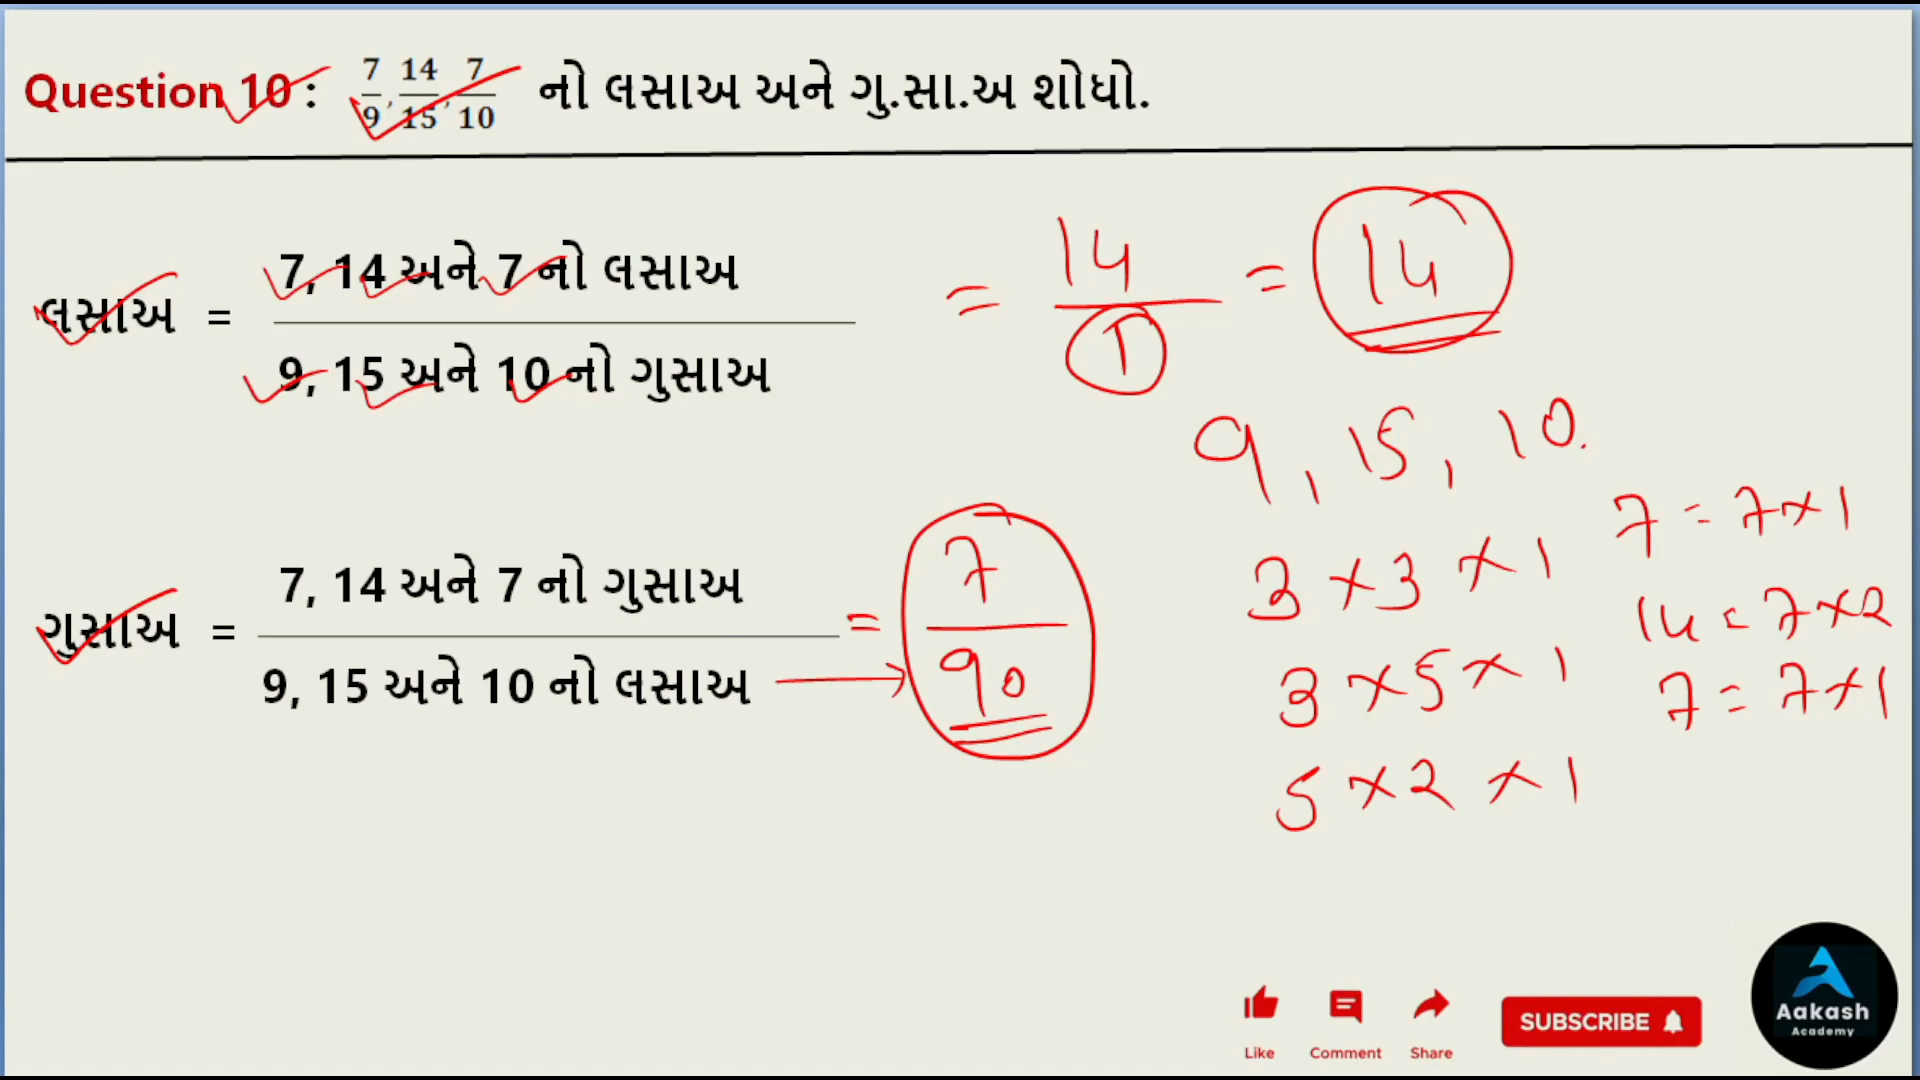 Question 10 : 7/9, 14/15, 7/10 નો લસાઅ અને ગુ.સા.અ શોધો.
લસાઅ = 7, 14 અને 7 નો લસાઅ
9, 15 અને 10 નો ગુસાઅ
= 14/1 = 14
9, 15, 10.
3 × 3 × 1
3 × 5 × 1
5 × 2 × 1
7 = 7 × 1
14 = 7 × 2
7 = 7 × 1
ગુસાઅ = 7, 14 અને 7 નો ગુસાઅ
9, 15 અને 10 નો લસાઅ
= 7/90
Like
Comment
Share
SUBSCRIBE
Aakash
Academy